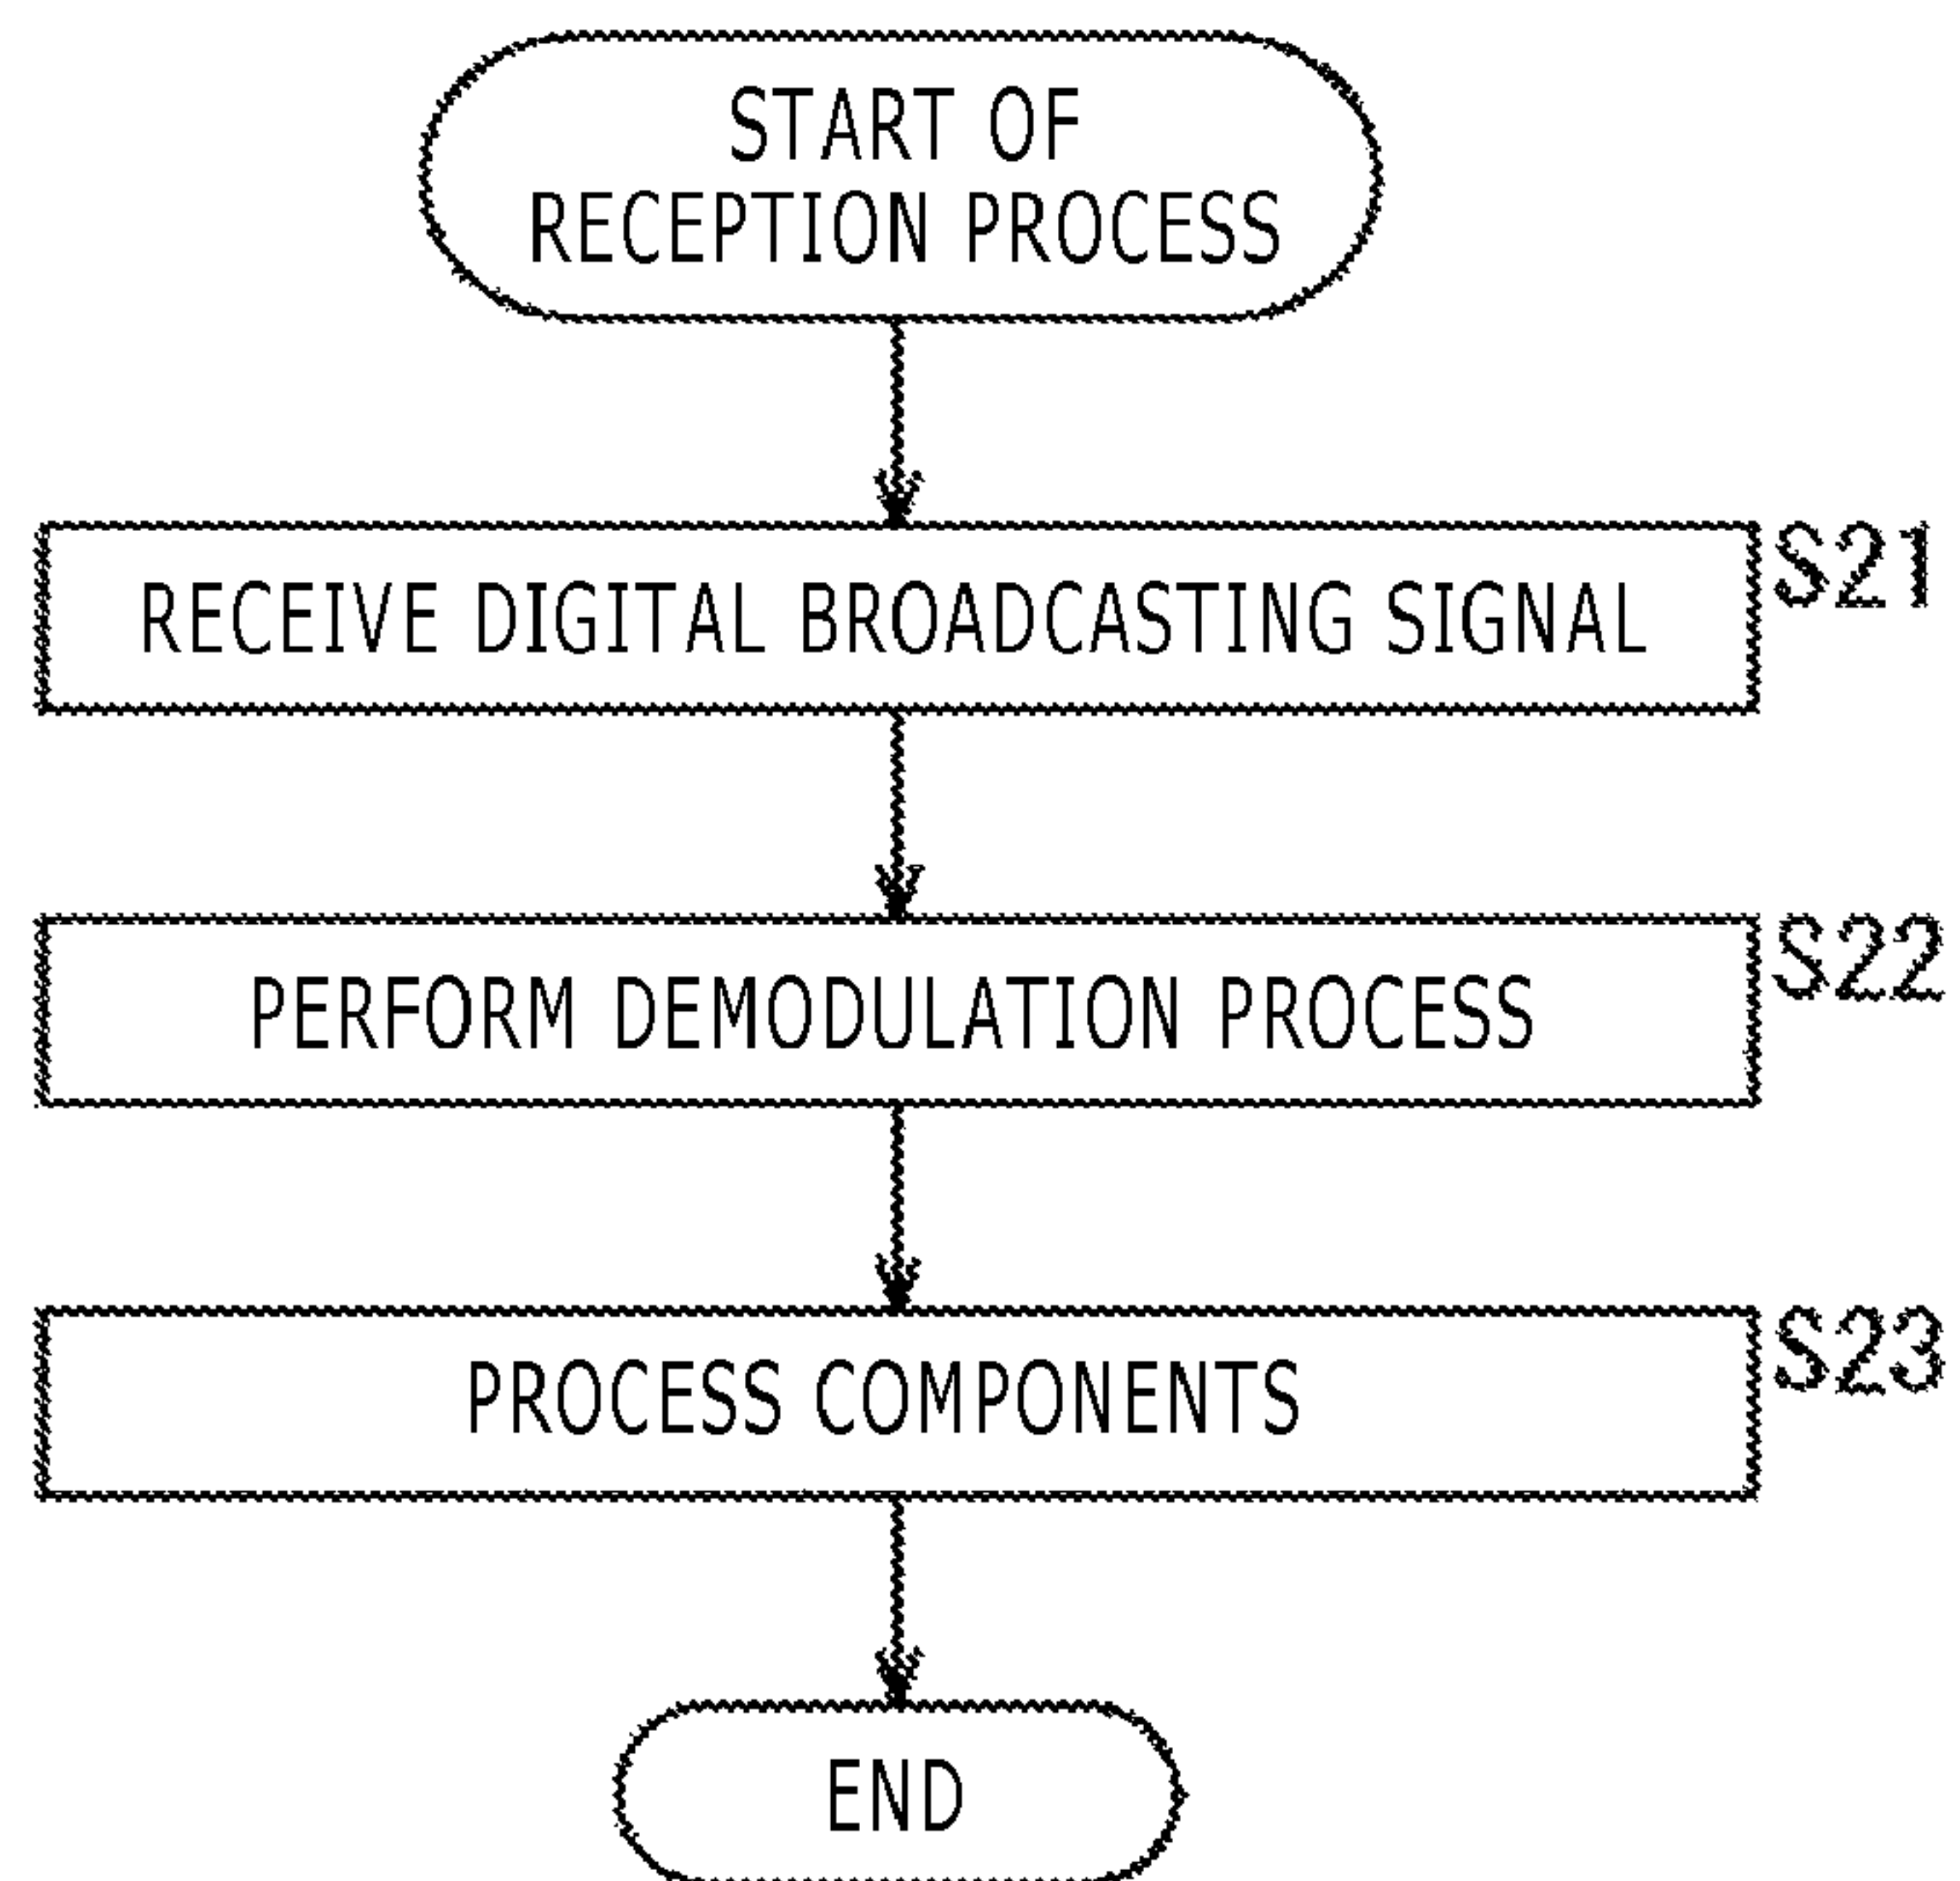 START OF
RECEPTION PROCESS
RECEIVE DIGITAL BROADCASTING SIGNAL
S21
PERFORM DEMODULATION PROCESS
S22
PROCESS COMPONENTS
S23
END